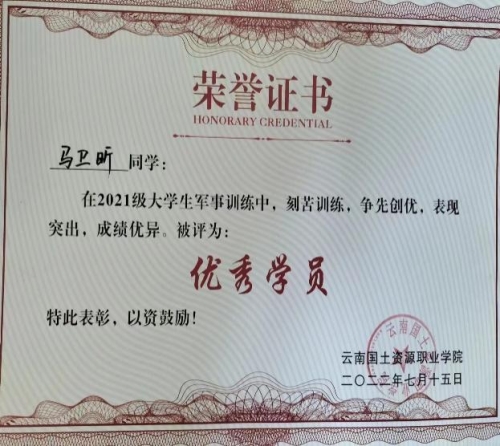 荣誉证书
HONORARY CREDENTIAL
马卫昕 同学：
在2021级大学生军事训练中，刻苦训练，争先创优，表现
突出，成绩优异。被评为：
优秀学员
特此表彰，以资鼓励！
云南国土资源职业学院
二〇二二年七月十五日